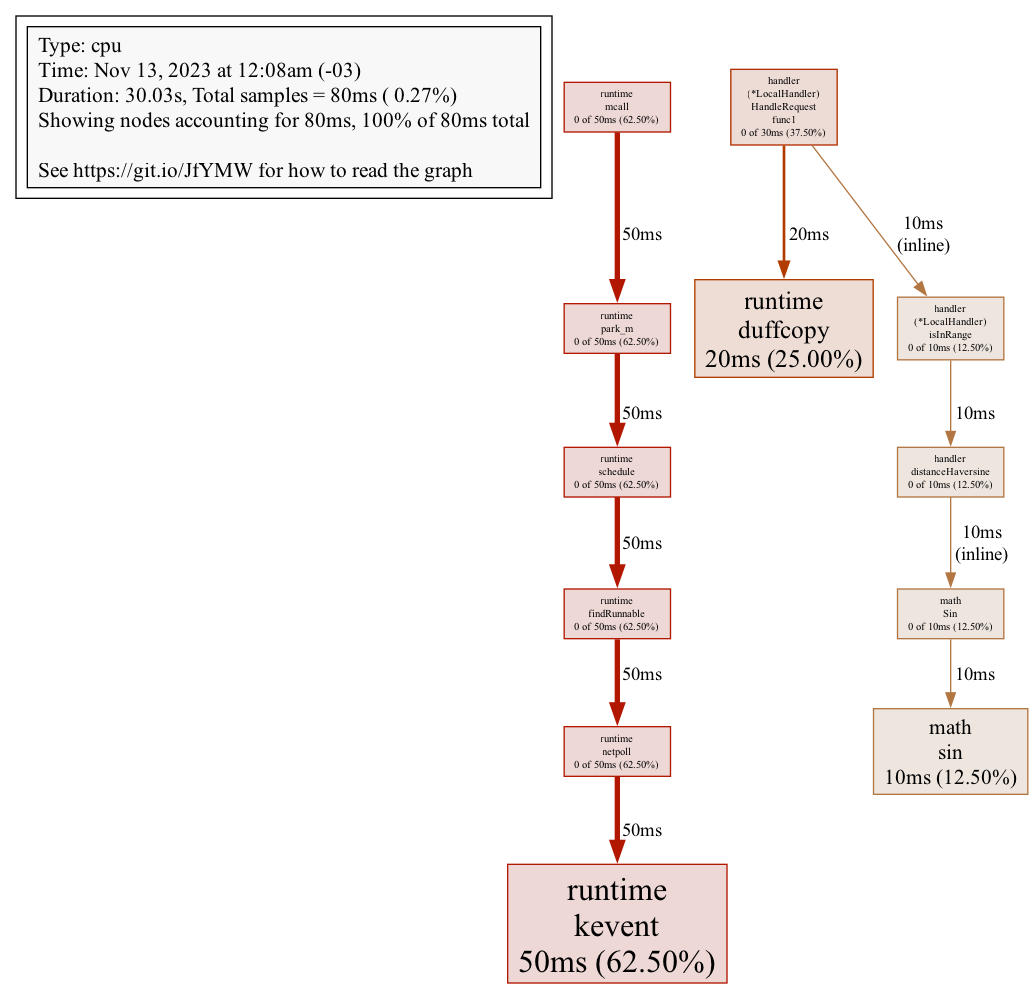 Type: cpu
Time: Nov 13, 2023 at 12:08am (-03)
Duration: 30.03s, Total samples = 80ms ( 0.27%)
Showing nodes accounting for 80ms, 100% of 80ms total
See https://git.io/JfYMW for how to read the graph
runtime
mcall
0 of 50ms (62.50%)
50ms
runtime
park_m
0 of 50ms (62.50%)
50ms
runtime
schedule
0 of 50ms (62.50%)
50ms
runtime
findRunnable
0 of 50ms (62.50%)
50ms
runtime
netpoll
0 of 50ms (62.50%)
50ms
runtime
kevent
50ms (62.50%)
handler
(*LocalHandler)
HandleRequest
func1
0 of 30ms (37.50%)
20ms
runtime
duffcopy
20ms (25.00%)
10ms
(inline)
handler
(*LocalHandler)
isInRange
0 of 10ms (12.50%)
10ms
handler
distanceHaversine
0 of 10ms (12.50%)
10ms
(inline)
math
Sin
0 of 10ms (12.50%)
10ms
math
sin
10ms (12.50%)